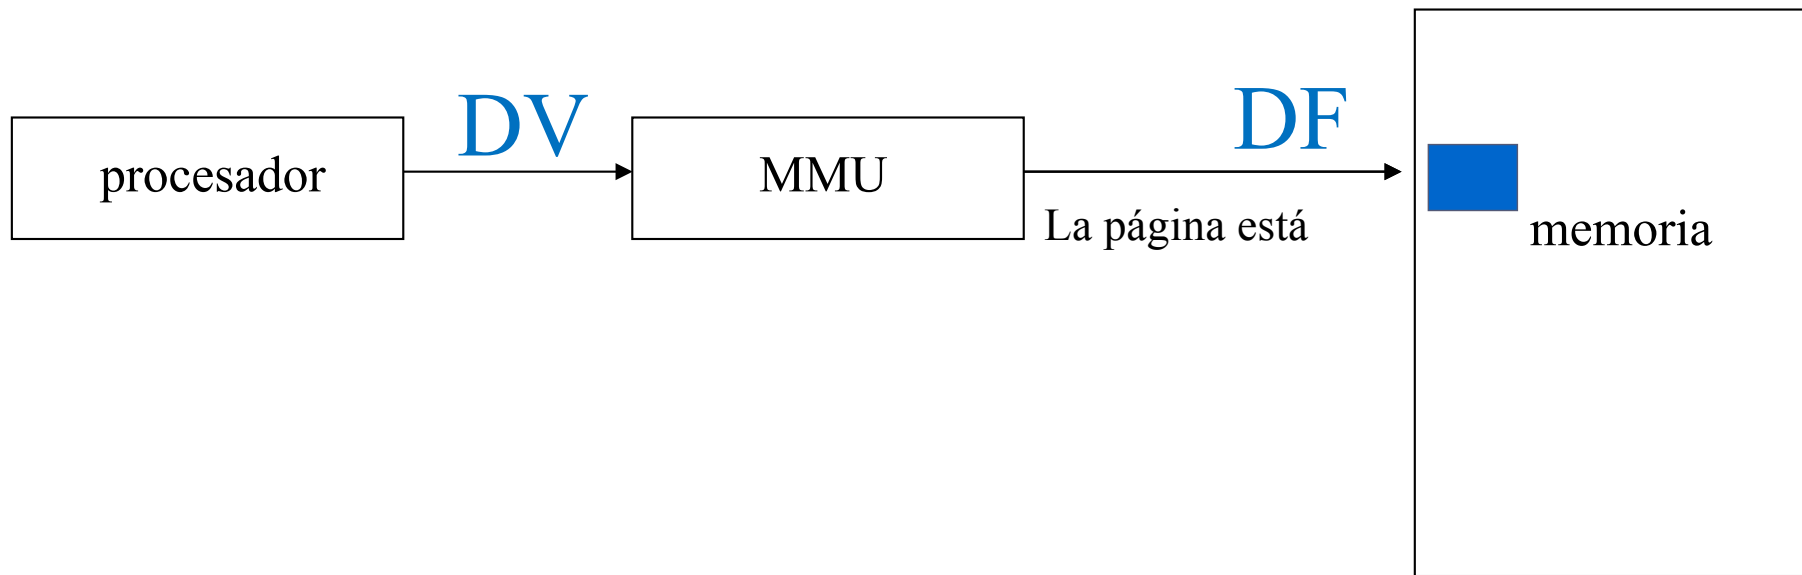 procesador
DV
MMU
DF
La página está
memoria